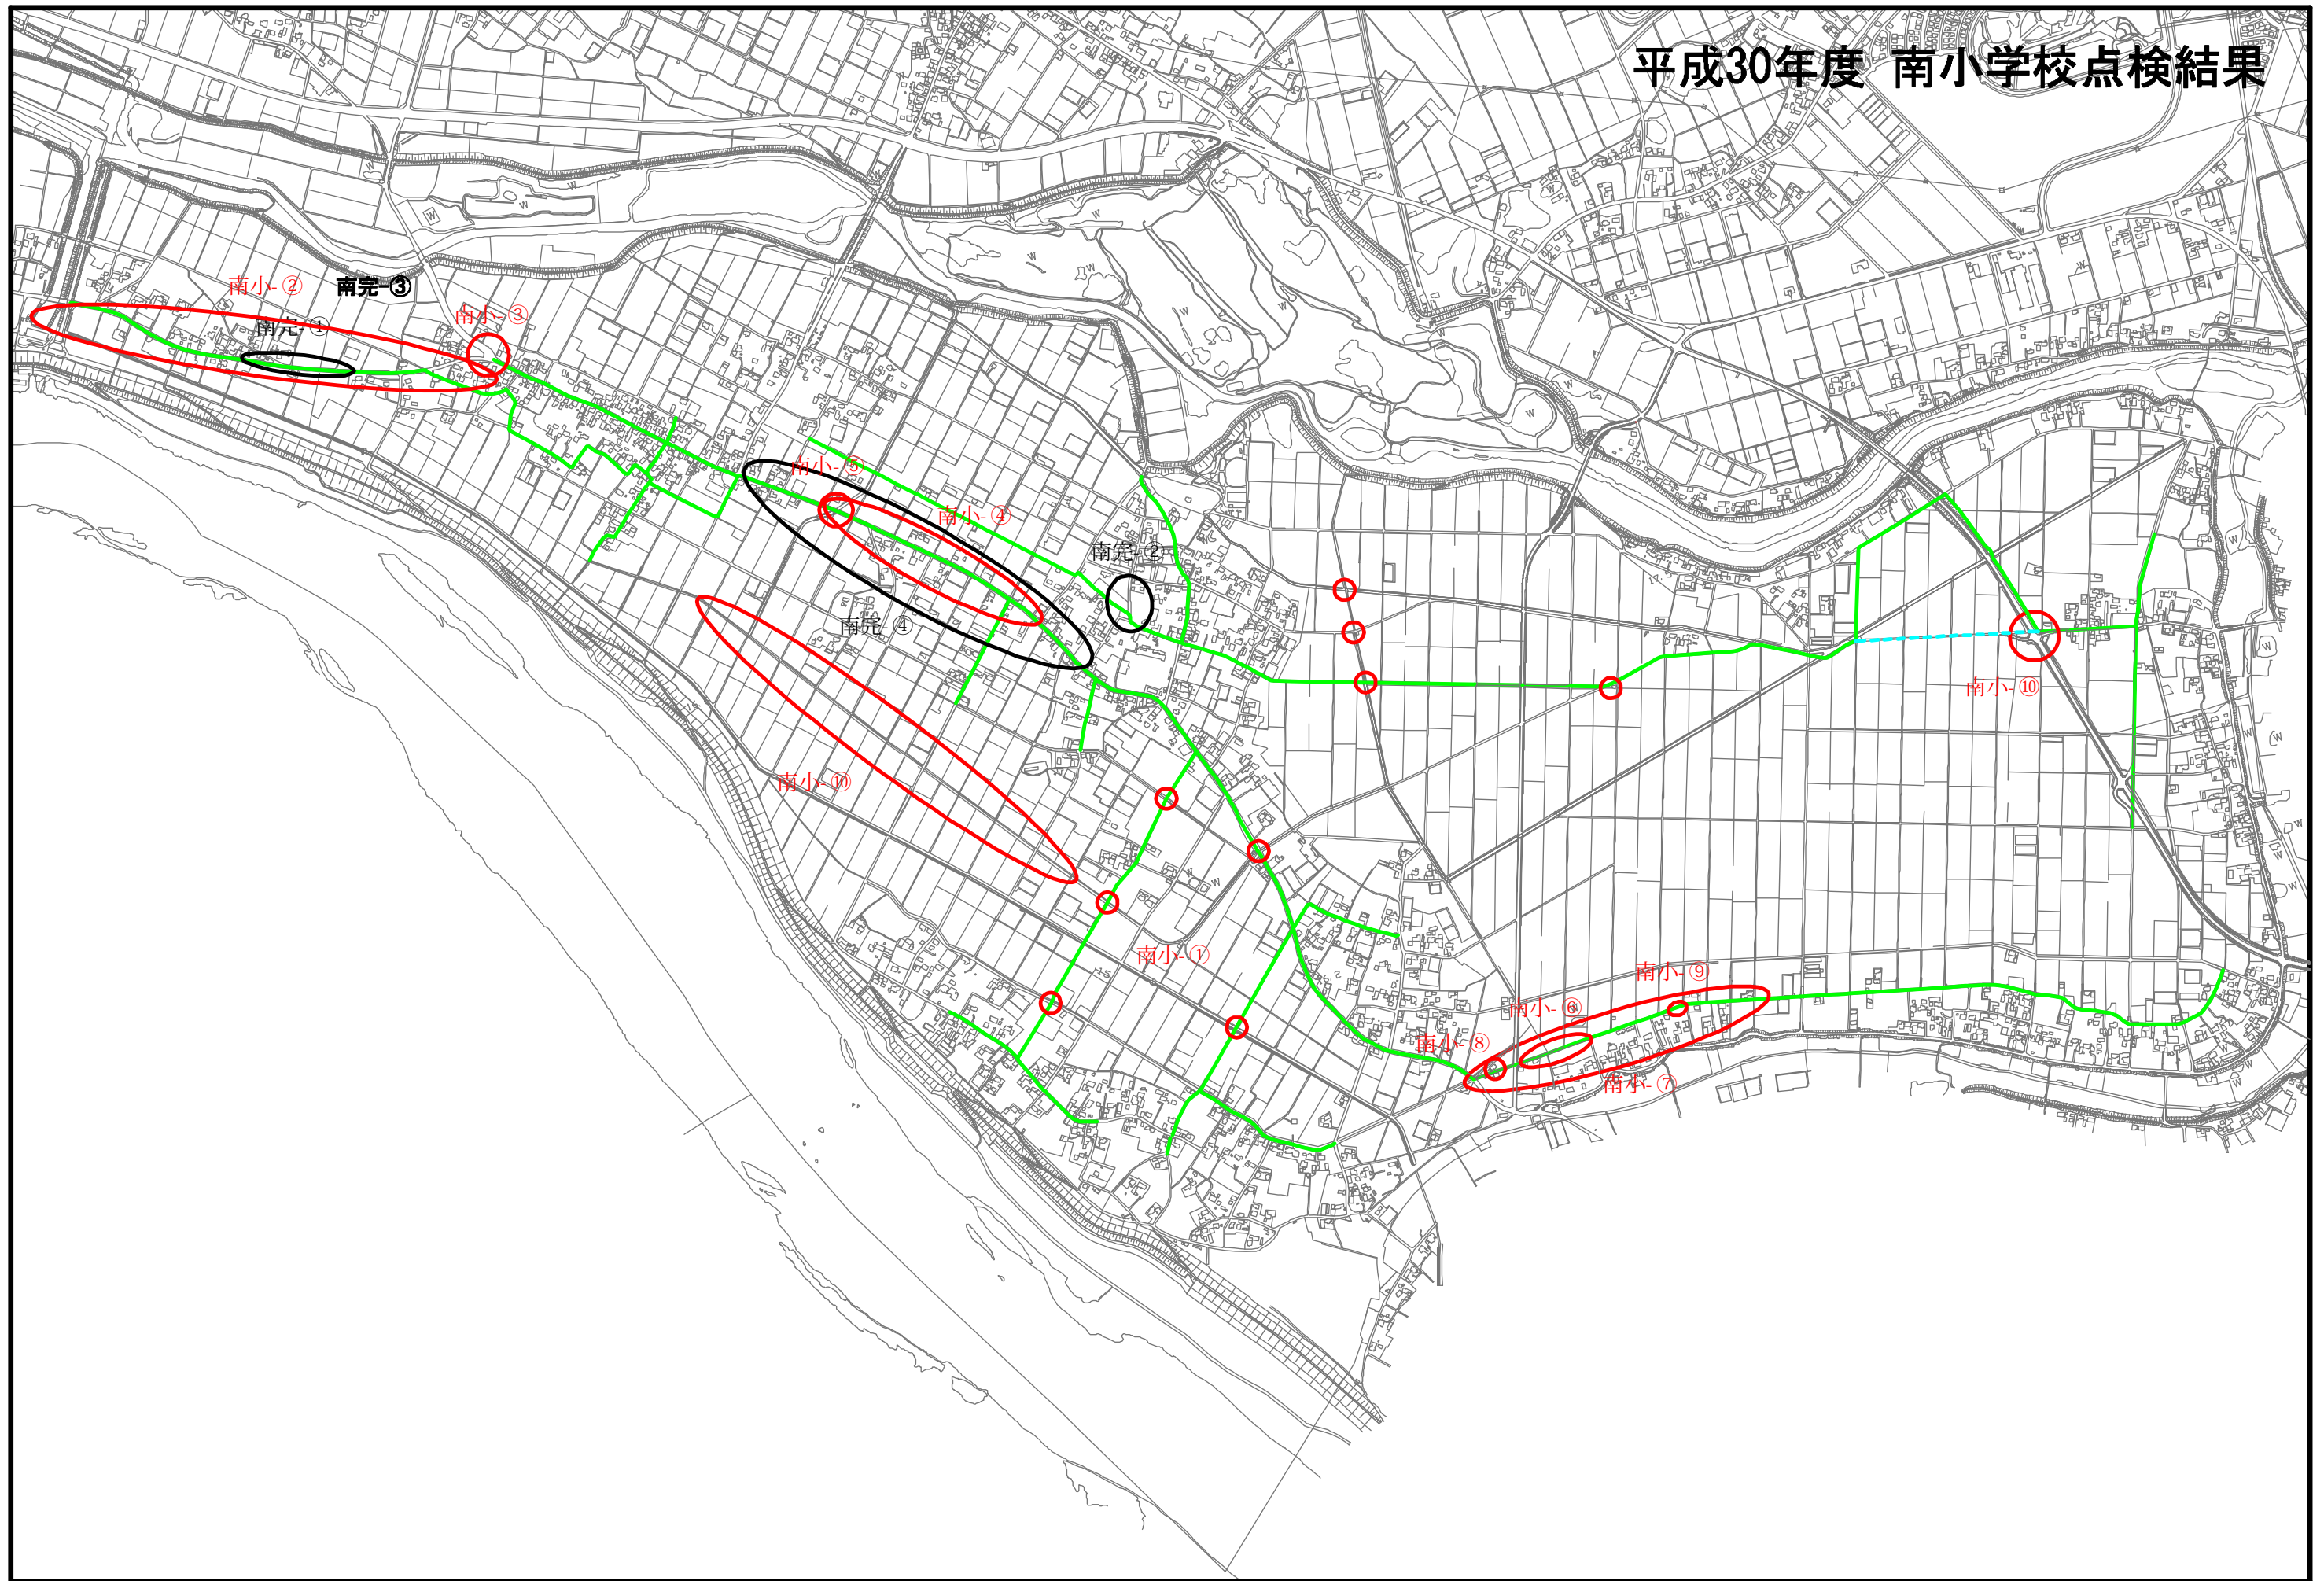 平成30年度 南小学校点検結果
南小-②
南完-③
南小-③
南完-①
南小-⑤
南小-④
南完-②
南完-④
南小-⑩
南小-⑩
南小-①
南小-⑨
南小-⑥
南小-⑧
南小-⑦